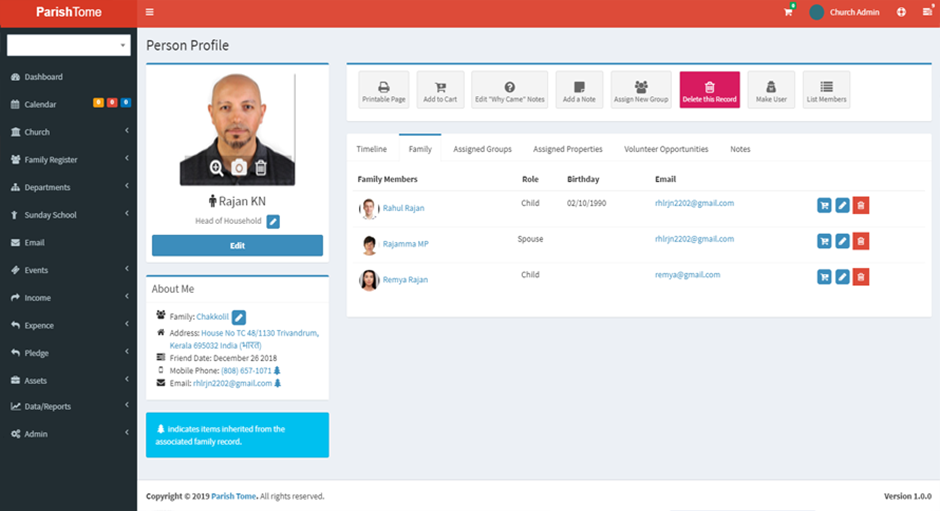 ParishTome
8
Church Admin
9
Person Profile
Dashboard
Calendar
0 0 0
Church
Family Register
Departments
Sunday School
Email
Events
Income
Expence
Pledge
Assets
Data/Reports
Admin
Rajan KN
Head of Household
Edit
About Me
Family: Chakkolil
Address: House No TC 48/1130 Trivandrum,
Kerala 695032 India (भारत)
Friend Date: December 26 2018
Mobile Phone: (808) 657-1071
Email: rhlrjn2202@gmail.com
indicates items inherited from the
associated family record.
Printable Page
Add to Cart
Edit "Why Came" Notes
Add a Note
Assign New Group
Delete this Record
Make User
List Members
Timeline
Family
Assigned Groups
Assigned Properties
Volunteer Opportunities
Notes
Family Members Role Birthday Email
Rahul Rajan Child 02/10/1990 rhlrjn2202@gmail.com
Rajamma MP Spouse rhlrjn2202@gmail.com
Remya Rajan Child remya@gmail.com
Copyright © 2019 Parish Tome. All rights reserved.
Version 1.0.0